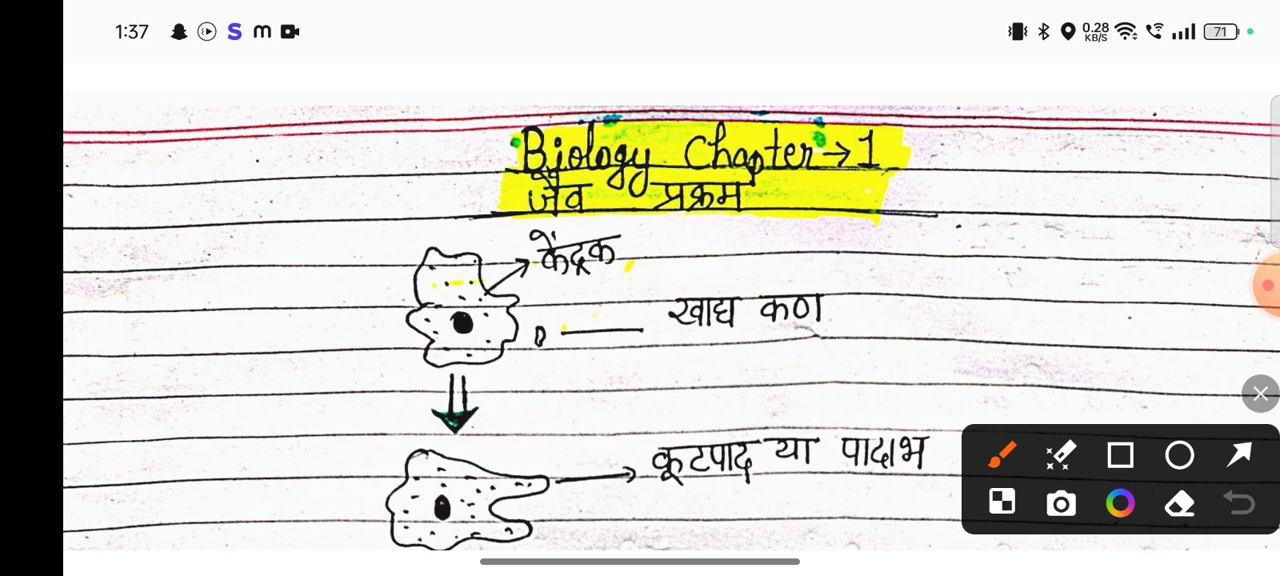 1:37 S m 0.28 KB/S 71
Biology Chapter → 1
जैव प्रक्रम
केंद्रक
खाद्य कण
कूटपाद या पादाभ